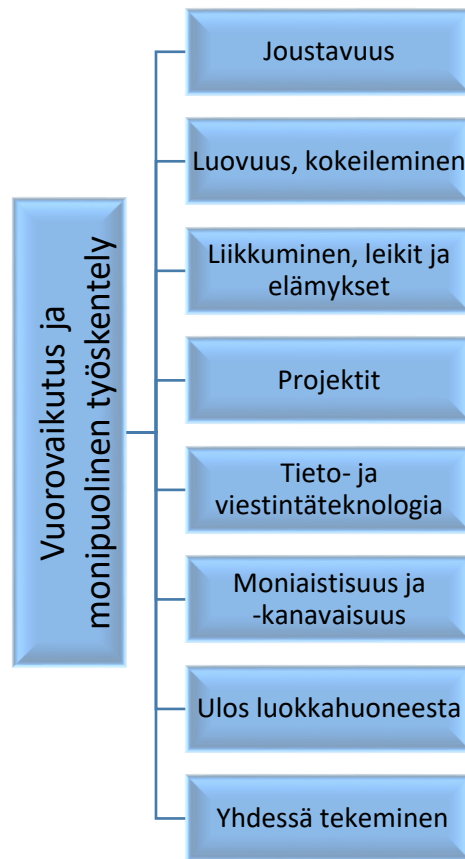 Vuorovaikutus ja
monipuolinen työskentely
Joustavuus
Luovuus, kokeileminen
Liikkuminen, leikit ja
elämykset
Projektit
Tieto- ja
viestintäteknologia
Moniaistisuus ja
-kanavaisuus
Ulos luokkahuoneesta
Yhdessä tekeminen